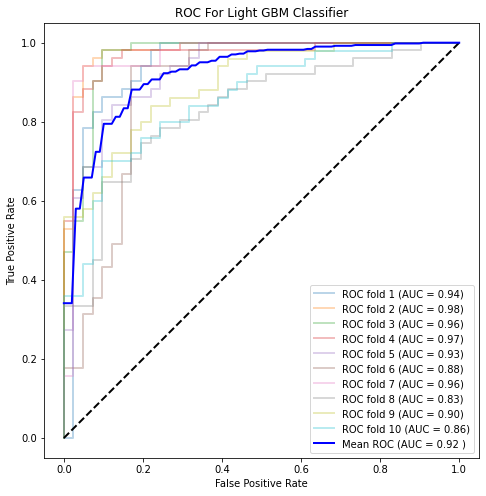 ROC For Light GBM Classifier
True Positive Rate
1.0
0.8
0.6
0.4
0.2
0.0
ROC fold 1 (AUC = 0.94)
ROC fold 2 (AUC = 0.98)
ROC fold 3 (AUC = 0.96)
ROC fold 4 (AUC = 0.97)
ROC fold 5 (AUC = 0.93)
ROC fold 6 (AUC = 0.88)
ROC fold 7 (AUC = 0.96)
ROC fold 8 (AUC = 0.83)
ROC fold 9 (AUC = 0.90)
ROC fold 10 (AUC = 0.86)
Mean ROC (AUC = 0.92 )
0.0 0.2 0.4 0.6 0.8 1.0
False Positive Rate